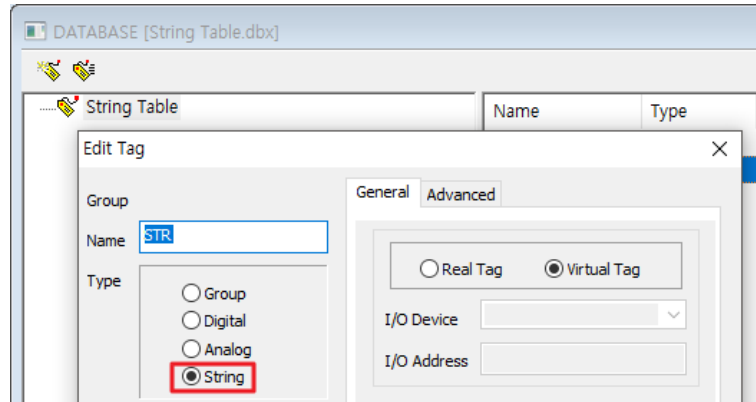 DATABASE [String Table.dbx]
String Table
Name Type
Edit Tag
Group
Name STR
Type
Group
Digital
Analog
String
General Advanced
Real Tag Virtual Tag
I/O Device
I/O Address